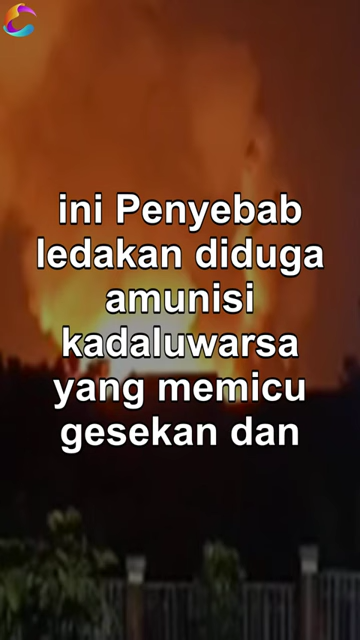 ini Penyebab
ledakan diduga
amunisi
kadaluwarsa
yang memicu
gesekan dan